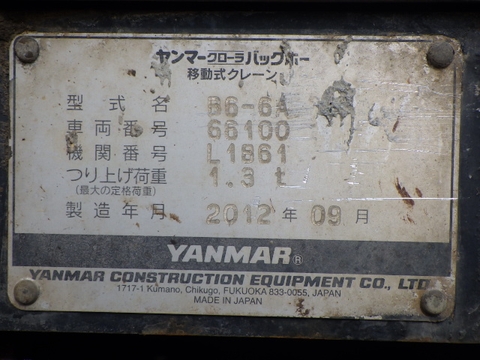 ヤンマークローラバックホー
移動式クレーン
型式名 B6-6A
車両番号 66100
機関番号 L1861
つり上げ荷重 1.3 t
(最大の定格荷重)
製造年月 2012 年 09 月
YANMAR®
YANMAR CONSTRUCTION EQUIPMENT CO., LTD.
1717-1 Kumano, Chikugo, FUKUOKA 833-0055, JAPAN
MADE IN JAPAN